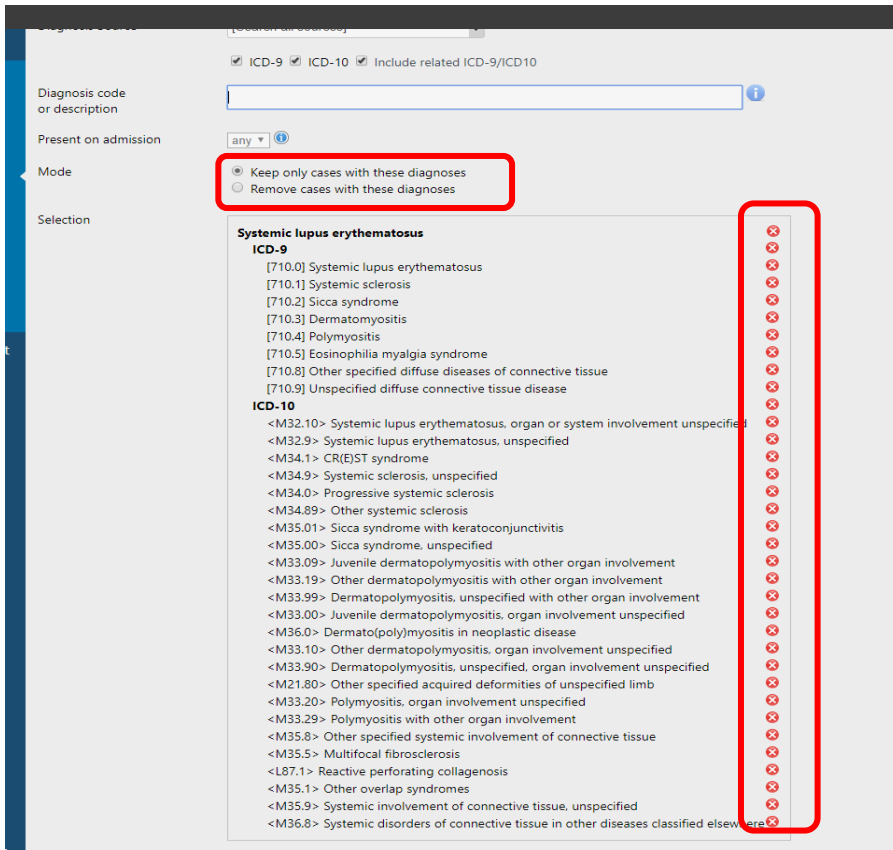 ☑ ICD-9 ☑ ICD-10 ☑ Include related ICD-9/ICD10
Diagnosis code
or description
Present on admission any
Mode
Keep only cases with these diagnoses
Remove cases with these diagnoses
Selection
Systemic lupus erythematosus
ICD-9
[710.0] Systemic lupus erythematosus
[710.1] Systemic sclerosis
[710.2] Sicca syndrome
[710.3] Dermatomyositis
[710.4] Polymyositis
[710.5] Eosinophilia myalgia syndrome
[710.8] Other specified diffuse diseases of connective tissue
[710.9] Unspecified diffuse connective tissue disease
ICD-10
<M32.10> Systemic lupus erythematosus, organ or system involvement unspecified
<M32.9> Systemic lupus erythematosus, unspecified
<M34.1> CR(E)ST syndrome
<M34.9> Systemic sclerosis, unspecified
<M34.0> Progressive systemic sclerosis
<M34.89> Other systemic sclerosis
<M35.01> Sicca syndrome with keratoconjunctivitis
<M35.00> Sicca syndrome, unspecified
<M33.09> Juvenile dermatopolymyositis with other organ involvement
<M33.19> Other dermatopolymyositis with other organ involvement
<M33.99> Dermatopolymyositis, unspecified with other organ involvement
<M33.00> Juvenile dermatopolymyositis, organ involvement unspecified
<M36.0> Dermato(poly)myositis in neoplastic disease
<M33.10> Other dermatopolymyositis, organ involvement unspecified
<M33.90> Dermatopolymyositis, unspecified, organ involvement unspecified
<M21.80> Other specified acquired deformities of unspecified limb
<M33.20> Polymyositis, organ involvement unspecified
<M33.29> Polymyositis with other organ involvement
<M35.8> Other specified systemic involvement of connective tissue
<M35.5> Multifocal fibrosclerosis
<L87.1> Reactive perforating collagenosis
<M35.1> Other overlap syndromes
<M35.9> Systemic involvement of connective tissue, unspecified
<M36.8> Systemic disorders of connective tissue in other diseases classified elsewhere